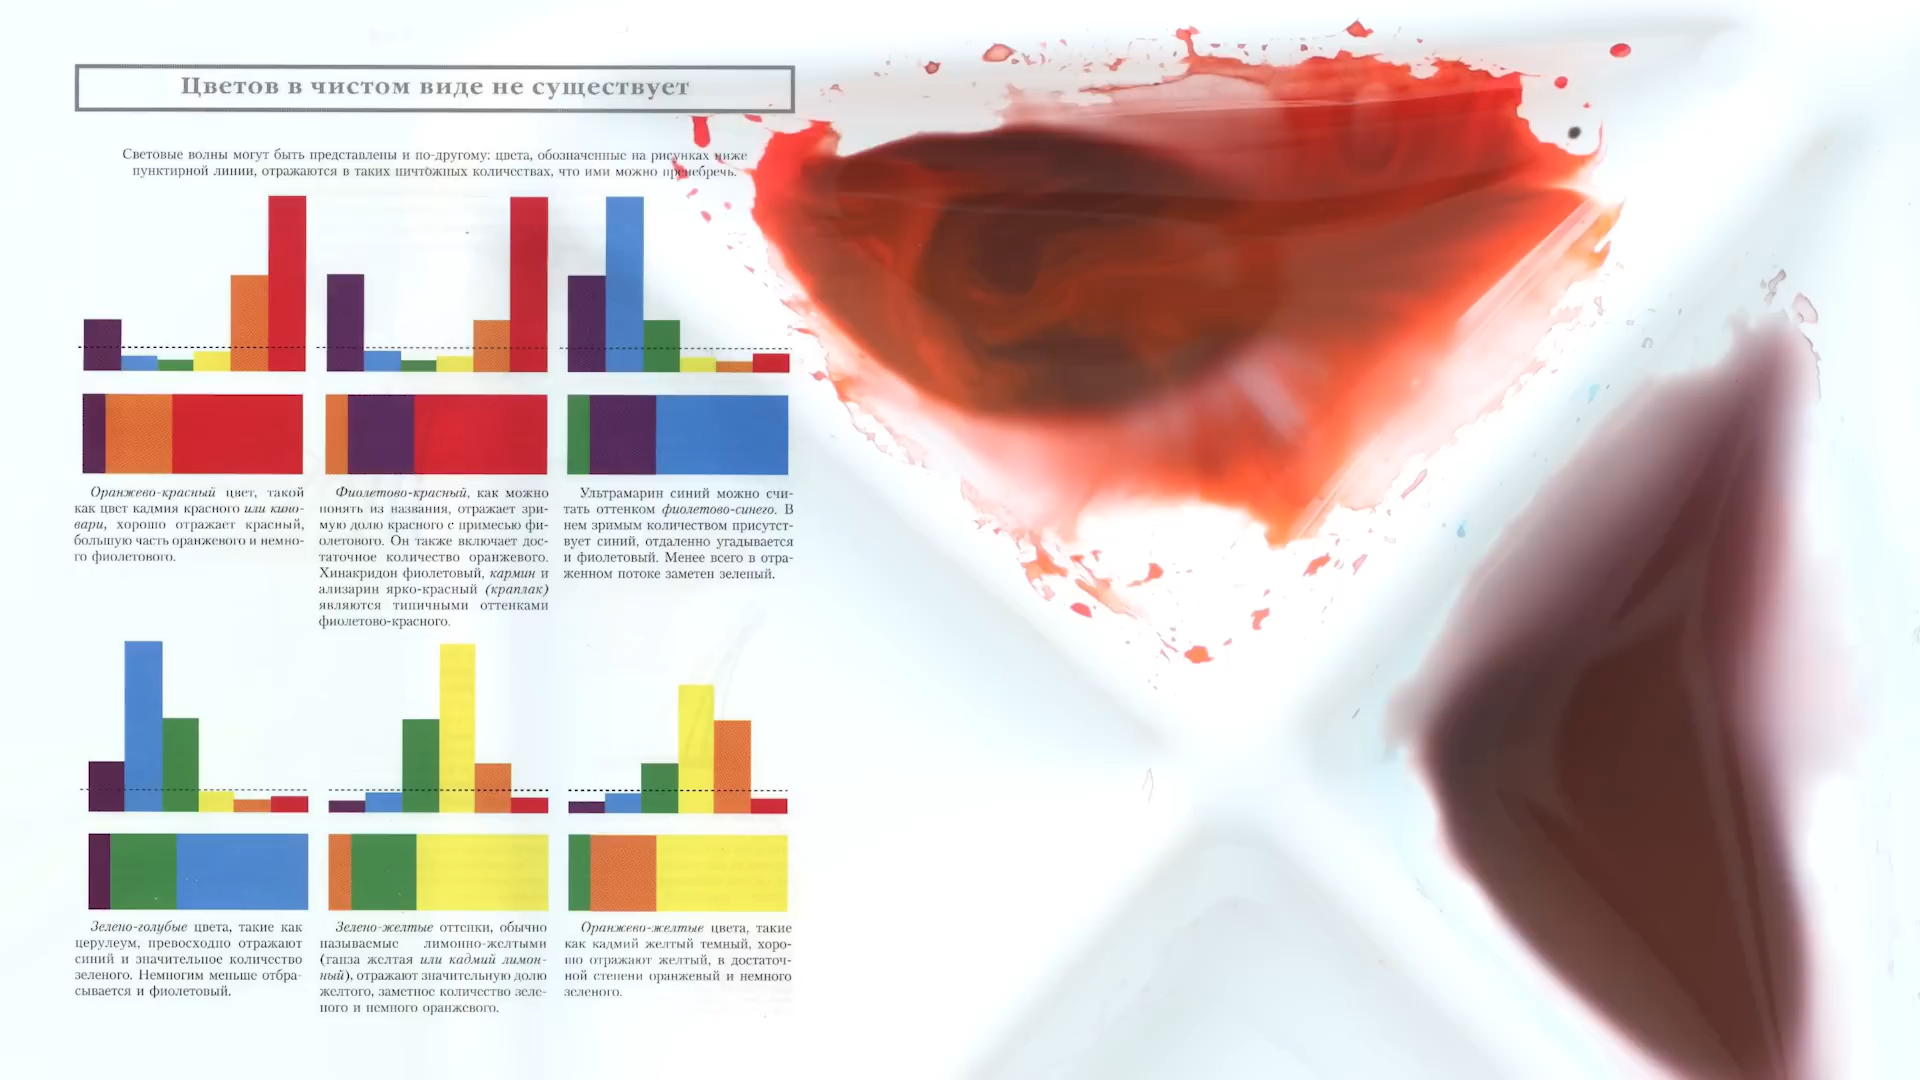 Цветов в чистом виде не существует
Световые волны могут быть представлены и по-другому: цвета, обозначенные на рисунках ниже
пунктирной линии, отражаются в таких ничтожных количествах, что ими можно пренебречь.
Оранжево-красный цвет, такой
как цвет кадмия красного или кино-
вари, хорошо отражает красный,
большую часть оранжевого и немно-
го фиолетового.
Фиолетово-красный, как можно
понять из названия, отражает зри-
мую долю красного с примесью фи-
олетового. Он также включает дос-
таточное количество оранжевого.
Хинакридон фиолетовый, кармин и
ализарин ярко-красный (краплак)
являются типичными оттенками
фиолетово-красного.
Ультрамарин синий можно счи-
тать оттенком фиолетово-синего. В
нем зримым количеством присутст-
вует синий, отдаленно угадывается
и фиолетовый. Менее всего в отра-
женном потоке заметен зеленый.
Зелено-голубые цвета, такие как
церулеум, превосходно отражают
синий и значительное количество
зеленого. Немногим меньше отбра-
сывается и фиолетовый.
Зелено-желтые оттенки, обычно
называемые лимонно-желтыми
(ганза желтая или кадмий лимон-
ный), отражают значительную долю
желтого, заметное количество зеле-
ного и немного оранжевого.
Оранжево-желтые цвета, такие
как кадмий желтый темный, хоро-
шо отражают желтый, в достаточ-
ной степени оранжевый и немного
зеленого.